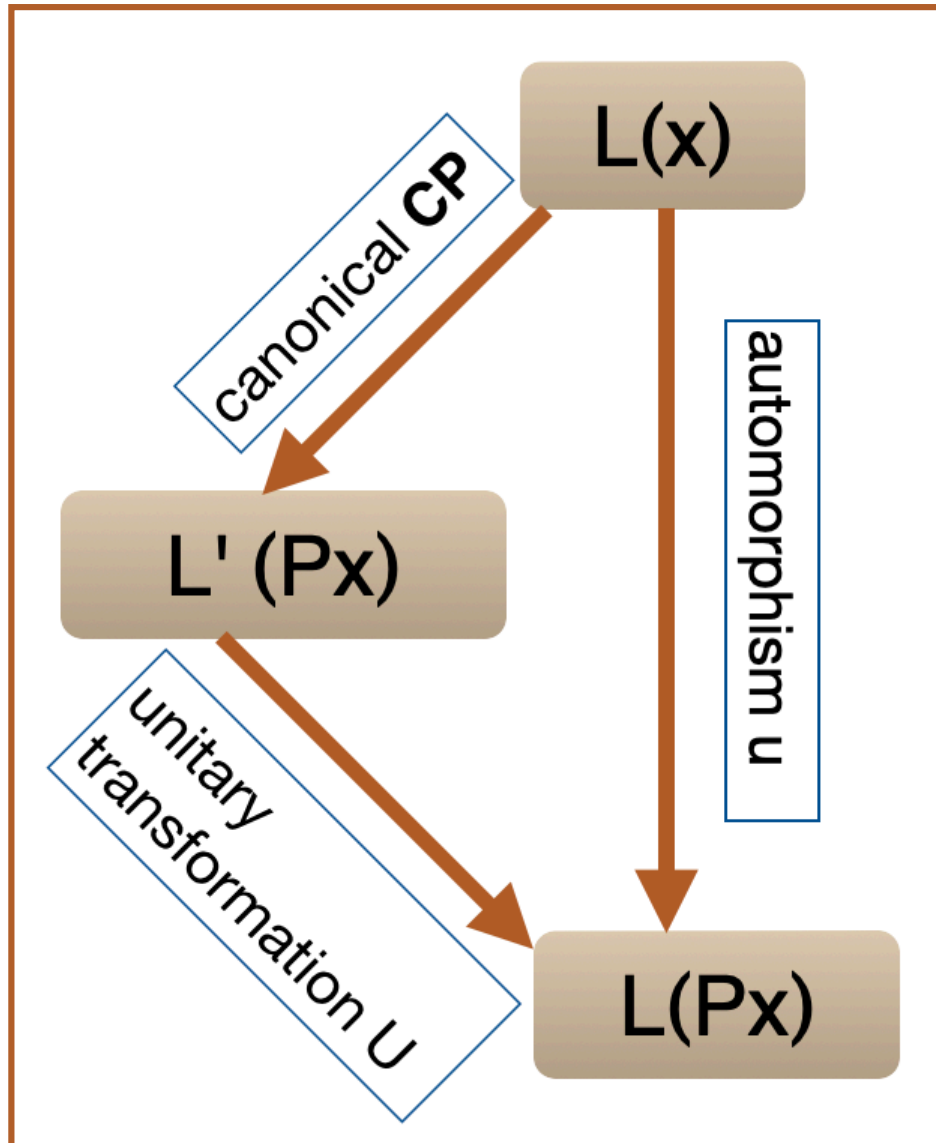 L(x)
canonical CP
automorphism u
L' (Px)
unitary
transformation U
L(Px)